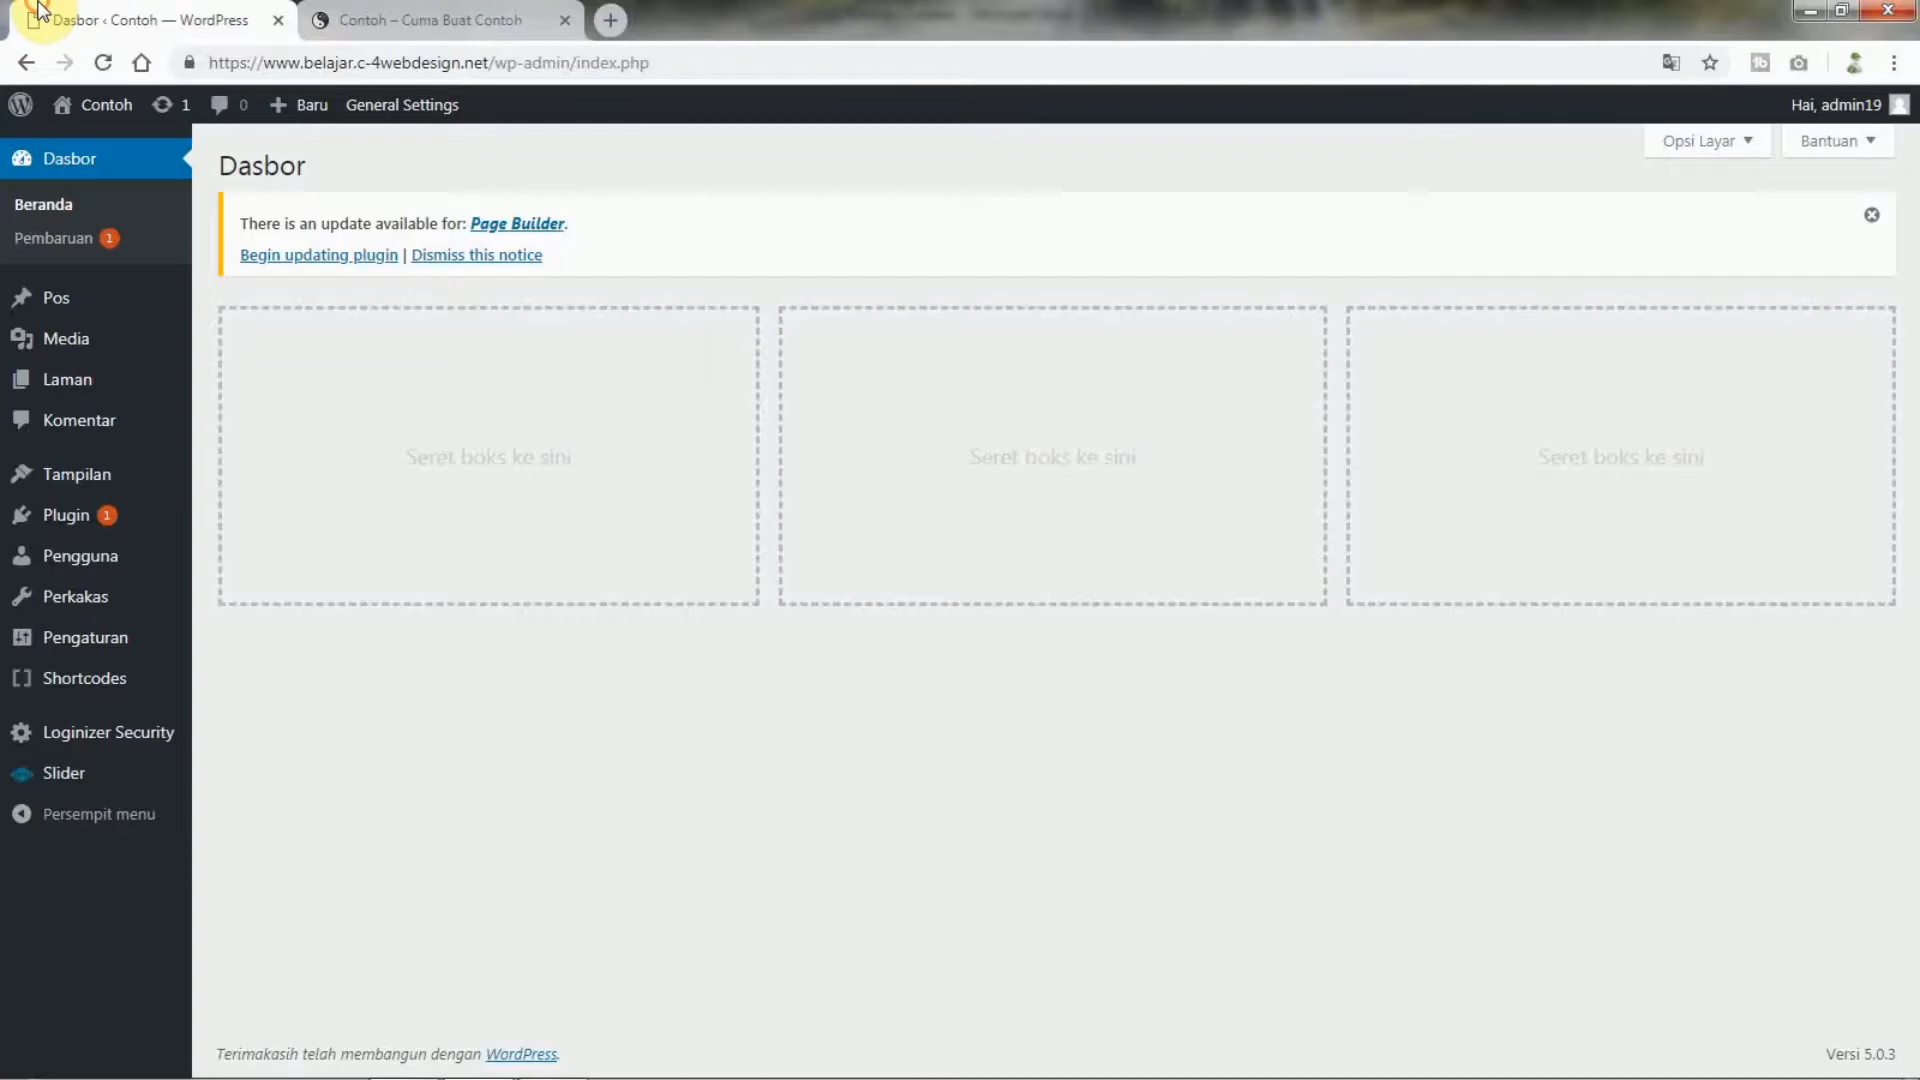 Dasbor ‹ Contoh — WordPress
Contoh – Cuma Buat Contoh
https://www.belajar.c-4webdesign.net/wp-admin/index.php
Contoh 1 0 Baru General Settings
Hai, admin19
Dasbor
Beranda
Pembaruan 1
Pos
Media
Laman
Komentar
Tampilan
Plugin 1
Pengguna
Perkakas
Pengaturan
Shortcodes
Loginizer Security
Slider
Persempit menu
Opsi Layar
Bantuan
Dasbor
There is an update available for: Page Builder.
Begin updating plugin | Dismiss this notice
Seret boks ke sini
Seret boks ke sini
Seret boks ke sini
Terimakasih telah membangun dengan WordPress.
Versi 5.0.3